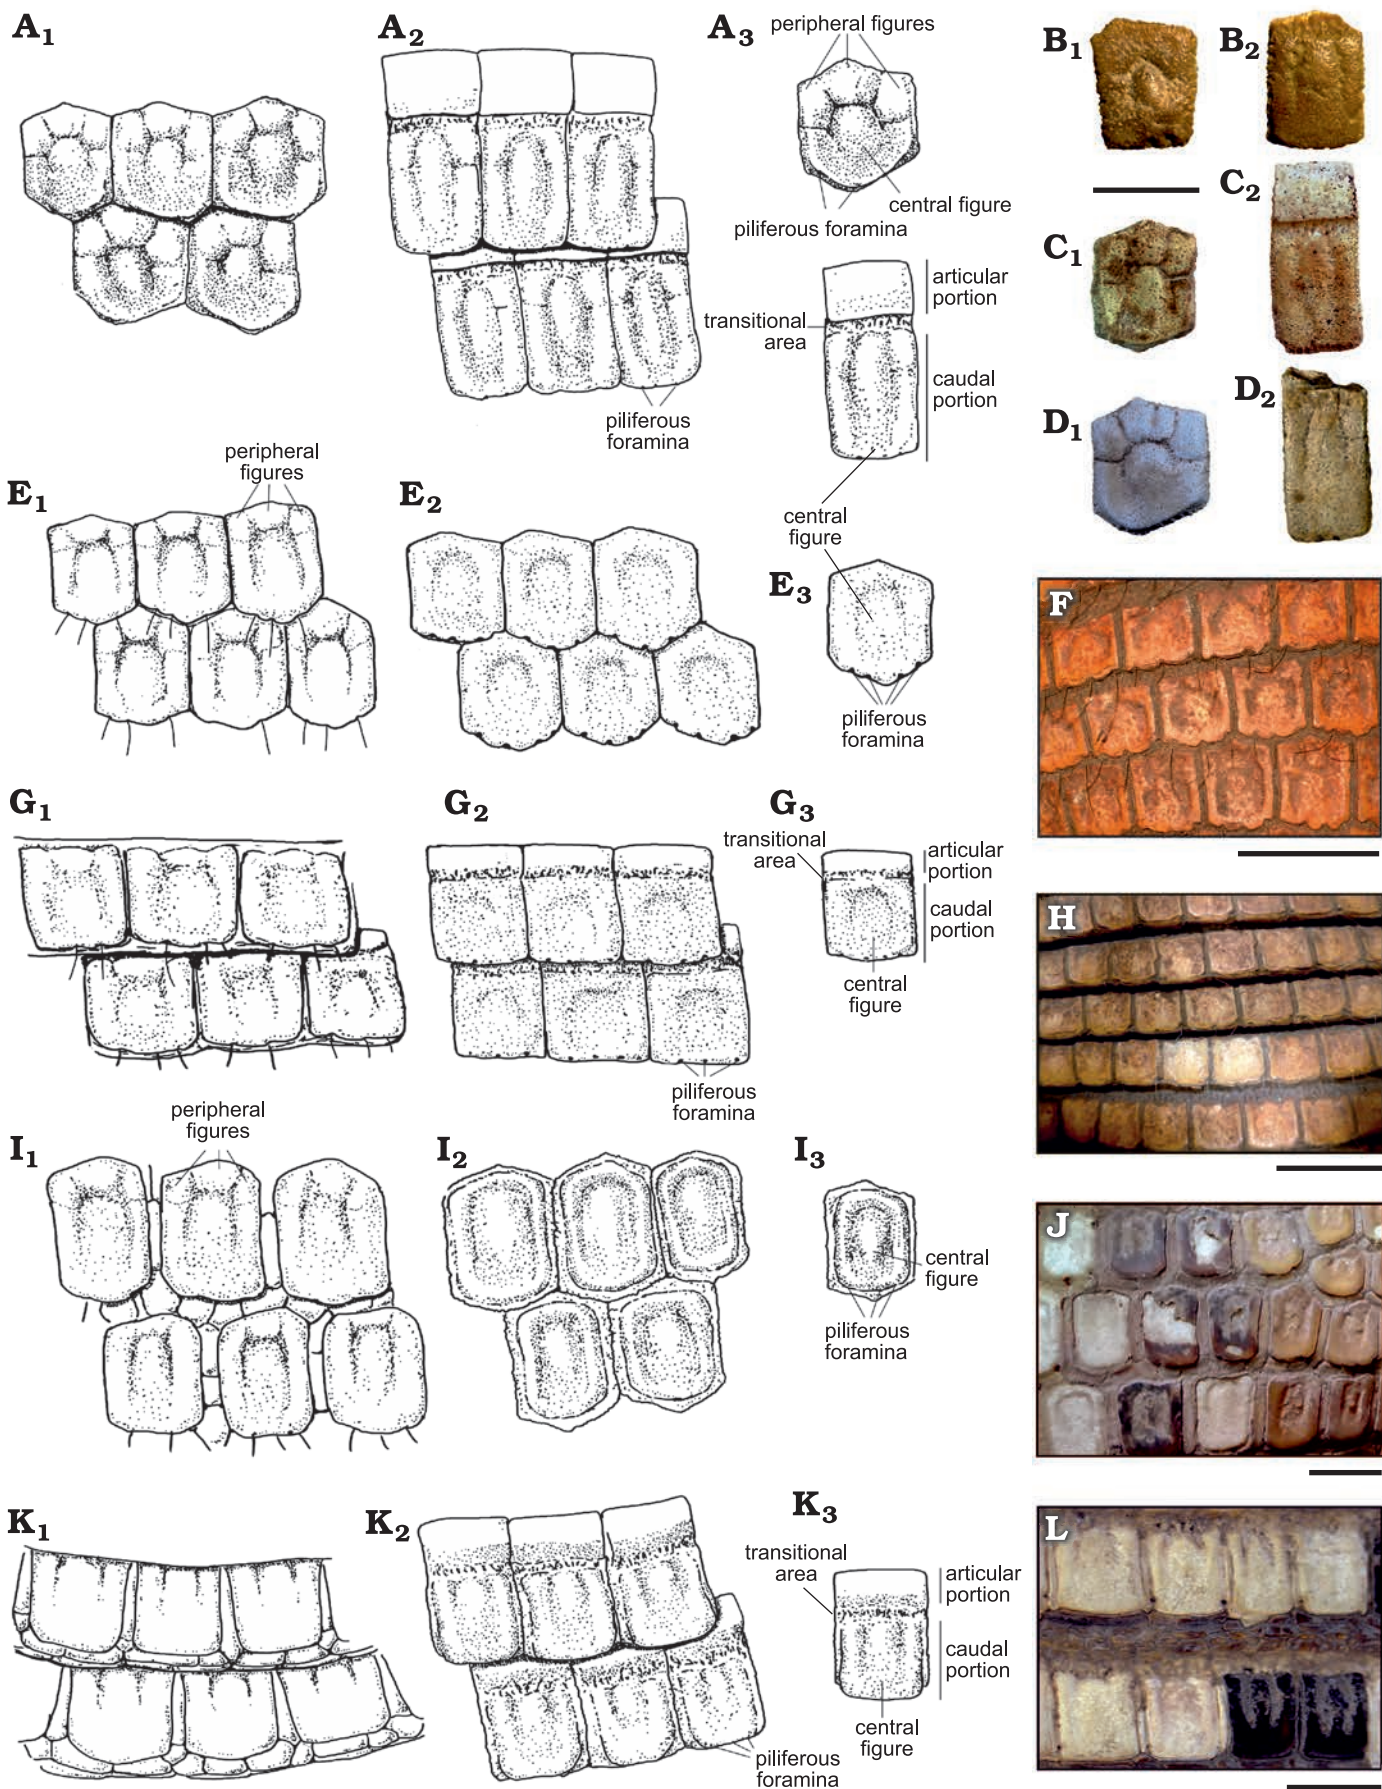 A1
A2
A3
peripheral figures
central figure
piliferous foramina
B1
B2
C1
C2
D1
D2
articular
portion
transitional
area
caudal
portion
piliferous
foramina
central
figure
E1
peripheral
figures
E2
E3
piliferous
foramina
F
G1
G2
G3
transitional
area
articular
portion
caudal
portion
central
figure
piliferous
foramina
H
I1
peripheral
figures
I2
I3
central
figure
piliferous
foramina
J
K1
K2
K3
transitional
area
articular
portion
caudal
portion
central
figure
piliferous
foramina
L